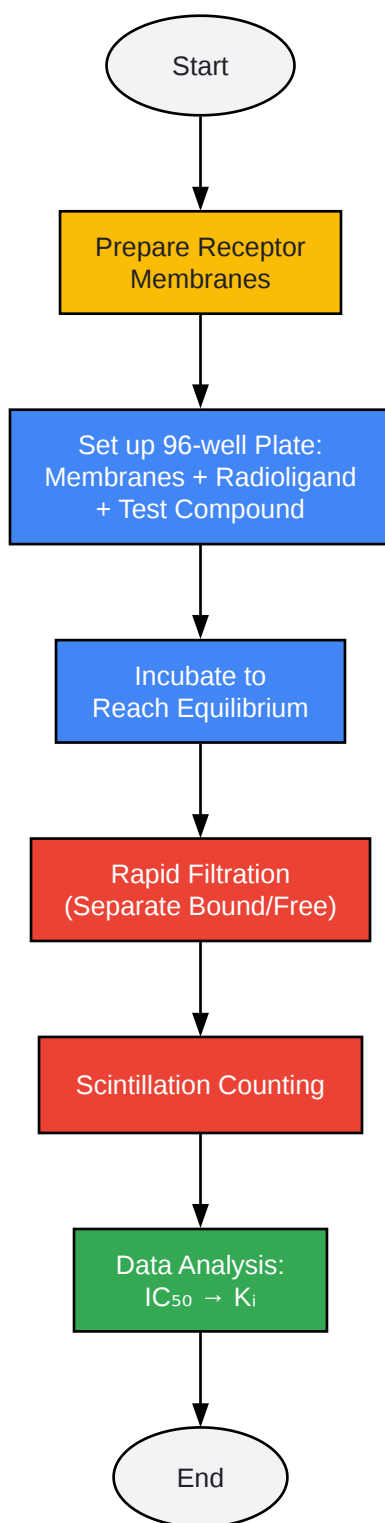 Start
Prepare Receptor
Membranes
Set up 96-well Plate:
Membranes + Radioligand
+ Test Compound
Incubate to
Reach Equilibrium
Rapid Filtration
(Separate Bound/Free)
Scintillation Counting
Data Analysis:
IC₅₀ → Kᵢ
End